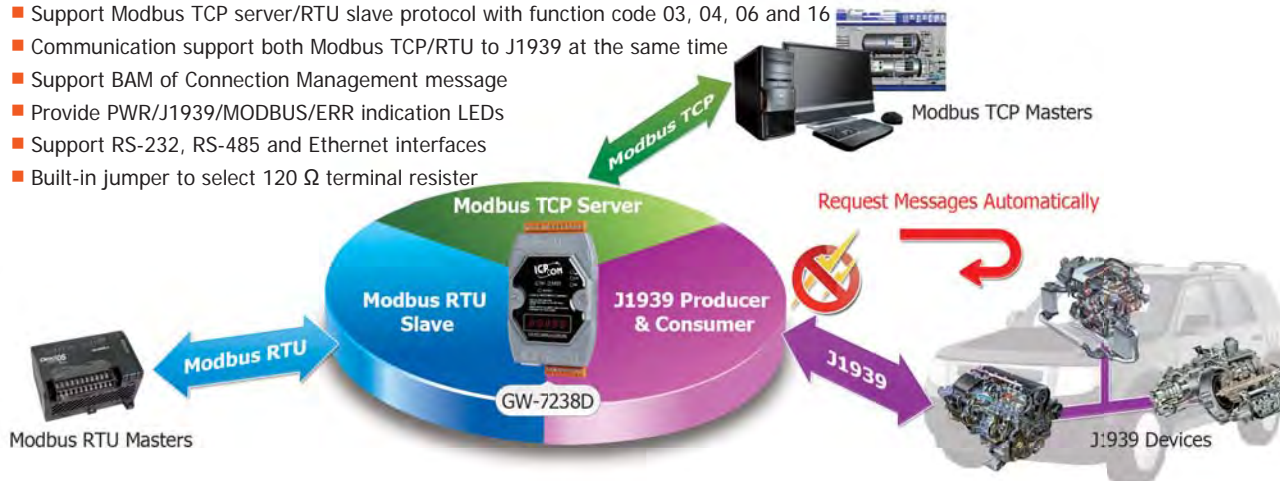 Support Modbus TCP server/RTU slave protocol with function code 03, 04, 06 and 16
Communication support both Modbus TCP/RTU to J1939 at the same time
Support BAM of Connection Management message
Provide PWR/J1939/MODBUS/ERR indication LEDs
Support RS-232, RS-485 and Ethernet interfaces
Built-in jumper to select 120 Ω terminal resister
Modbus TCP
Modbus TCP Masters
Modbus TCP Server
Request Messages Automatically
ICP CON
GW-7238D
Modbus RTU
Slave
J1939 Producer
& Consumer
Modbus RTU
J1939
GW-7238D
Modbus RTU Masters
J1939 Devices